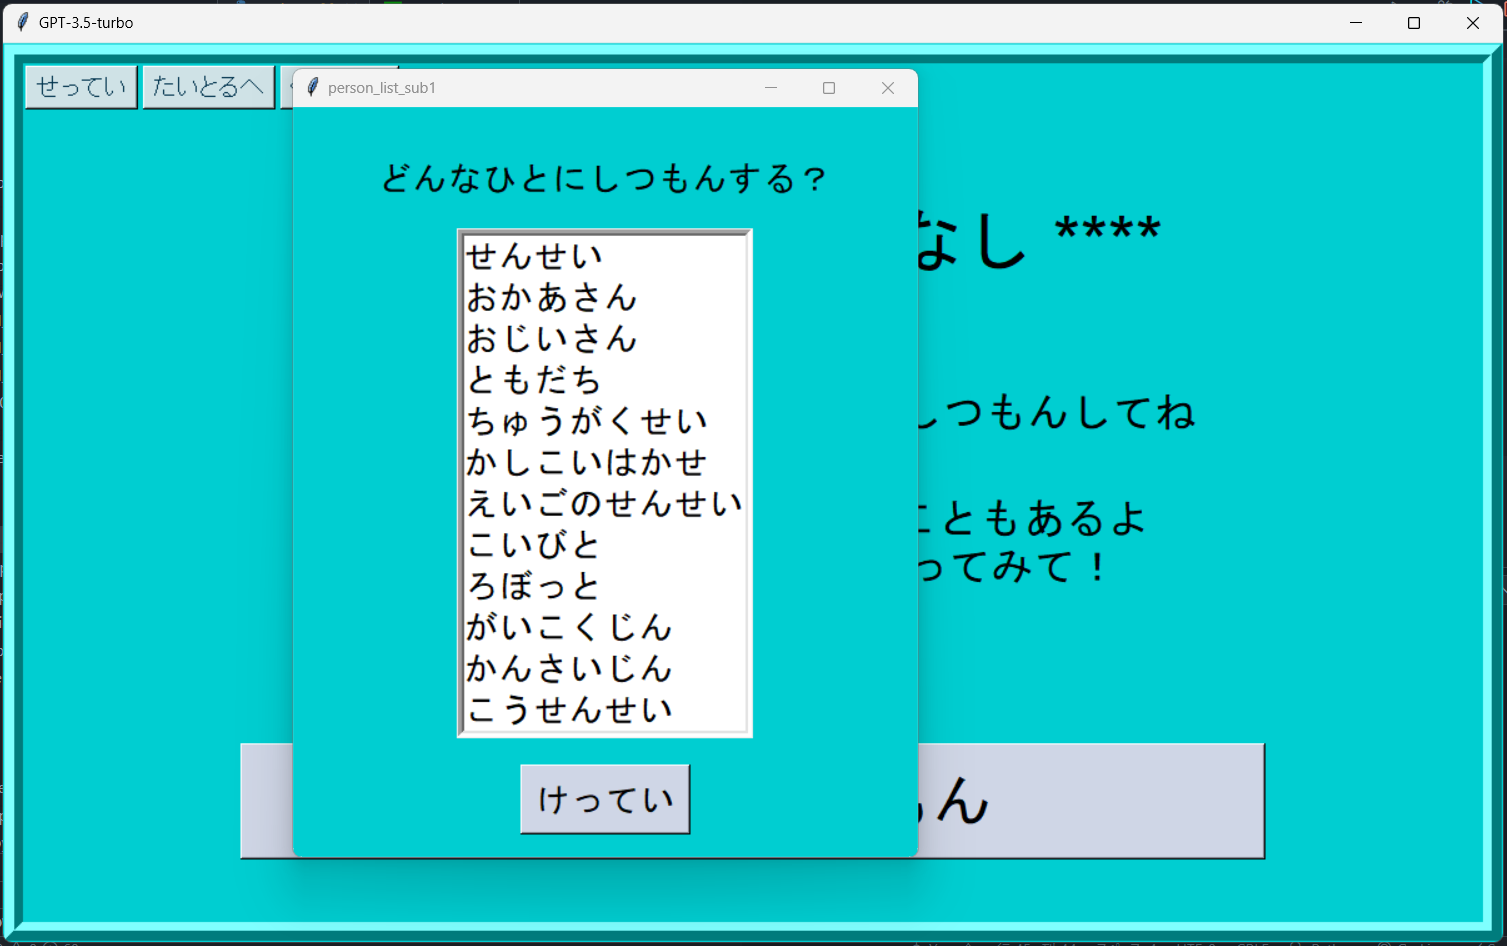 GPT-3.5-turbo
せってい
たいとるへ
person_list_sub1
どんなひとにしつもんする？
せんせい
おかあさん
おじいさん
ともだち
ちゅうがくせい
かしこいはかせ
えいごのせんせい
こいびと
ろぼっと
がいこくじん
かんさいじん
こうせんせい
けってい
なし ****
しつもんしてね
こともあるよ
ってみて！
もん